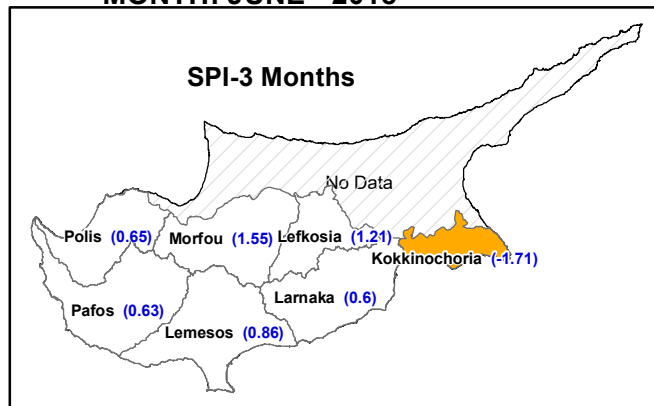 SPI-3 Months
No Data
Polis (0.65)
Morfou (1.55)
Lefkosia (1.21)
Kokkinochoria (-1.71)
Pafos (0.63)
Larnaka (0.6)
Lemesos (0.86)